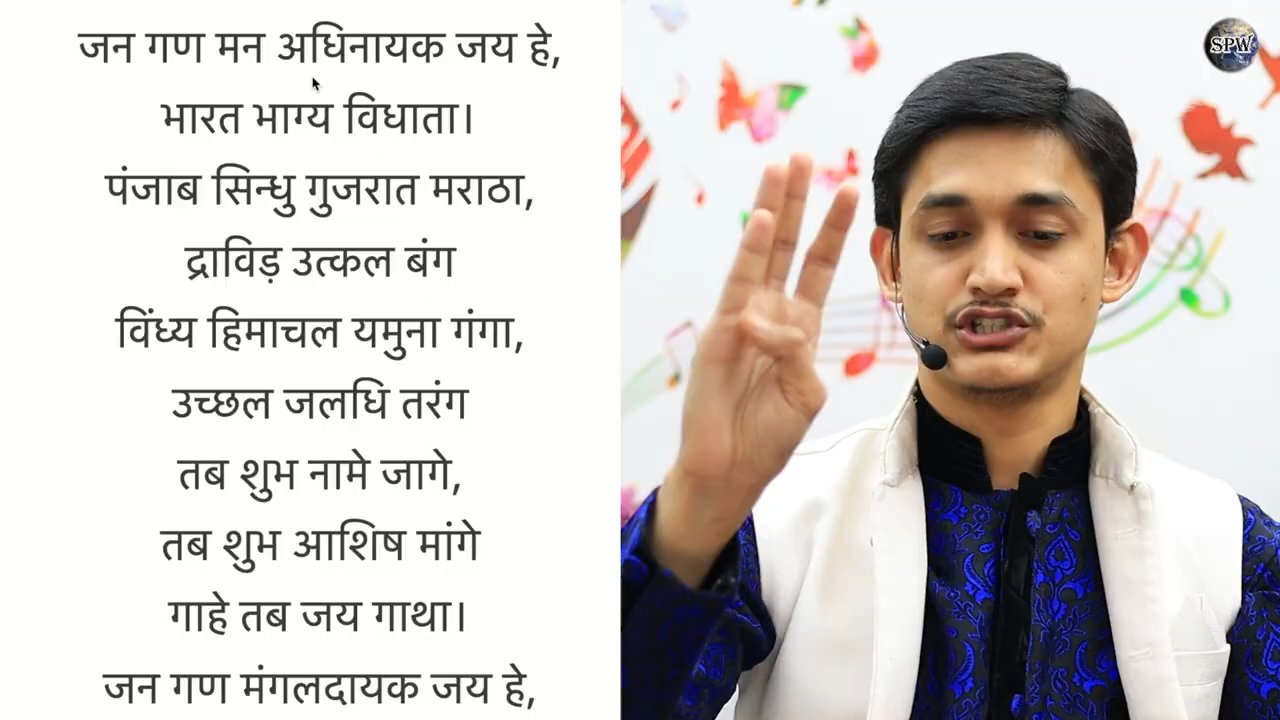 जन गण मन अधिनायक जय हे,
भारत भाग्य विधाता।
पंजाब सिन्धु गुजरात मराठा,
द्राविड़ उत्कल बंग
विंध्य हिमाचल यमुना गंगा,
उच्छल जलधि तरंग
तब शुभ नामे जागे,
तब शुभ आशिष मांगे
गाहे तब जय गाथा।
जन गण मंगलदायक जय हे,
SPW